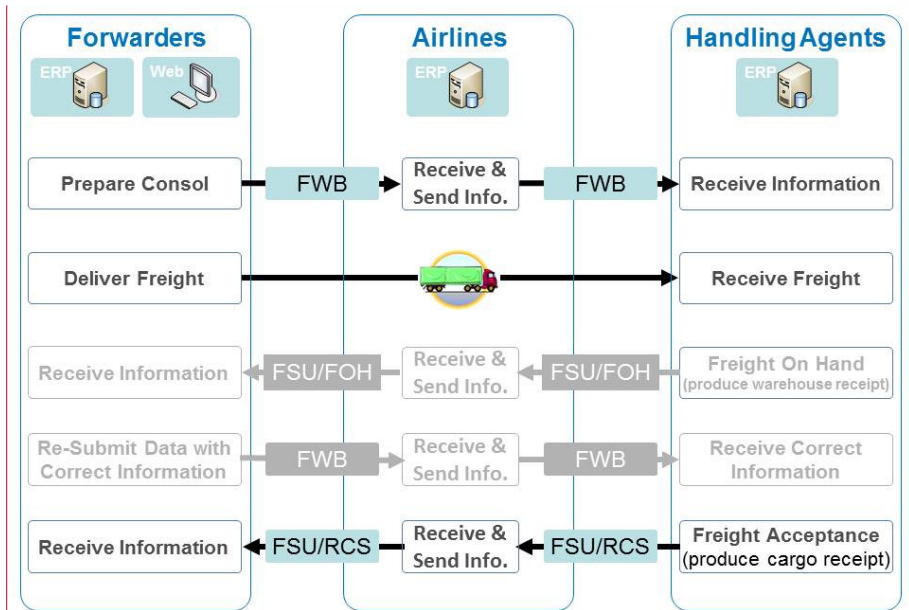 Forwarders
Airlines
Handling Agents
ERP
Web
ERP
ERP
Prepare Consol
FWB
Receive &
Send Info.
FWB
Receive Information
Deliver Freight
Receive Freight
Receive Information
FSU/FOH
Receive &
Send Info.
FSU/FOH
Freight On Hand
(produce warehouse receipt)
Re-Submit Data with
Correct Information
FWB
Receive &
Send Info.
FWB
Receive Correct
Information
Receive Information
FSU/RCS
Receive &
Send Info.
FSU/RCS
Freight Acceptance
(produce cargo receipt)